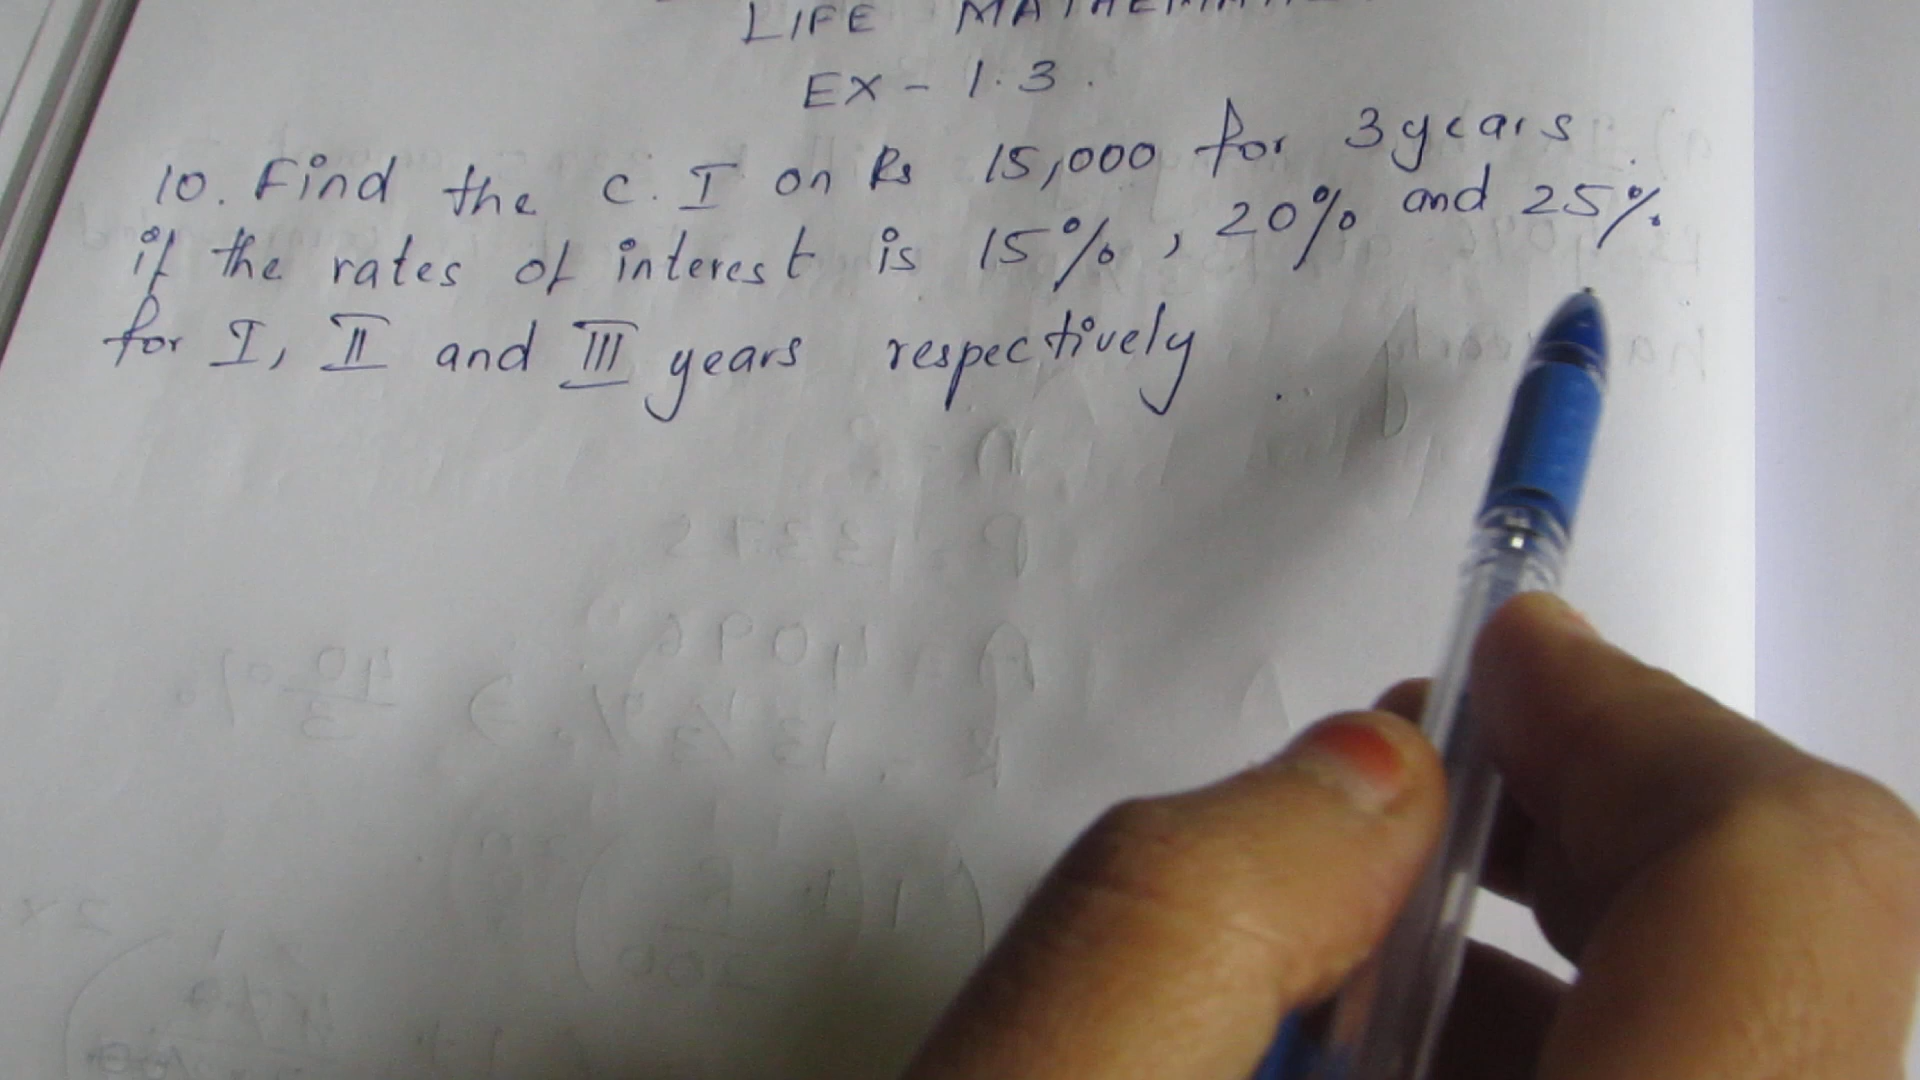 LIFE
EX - 1.3.
10. Find the C.I on Rs 15,000 for 3 years.
if the rates of interest is 15%, 20% and 25%
for I, II and III years respectively.